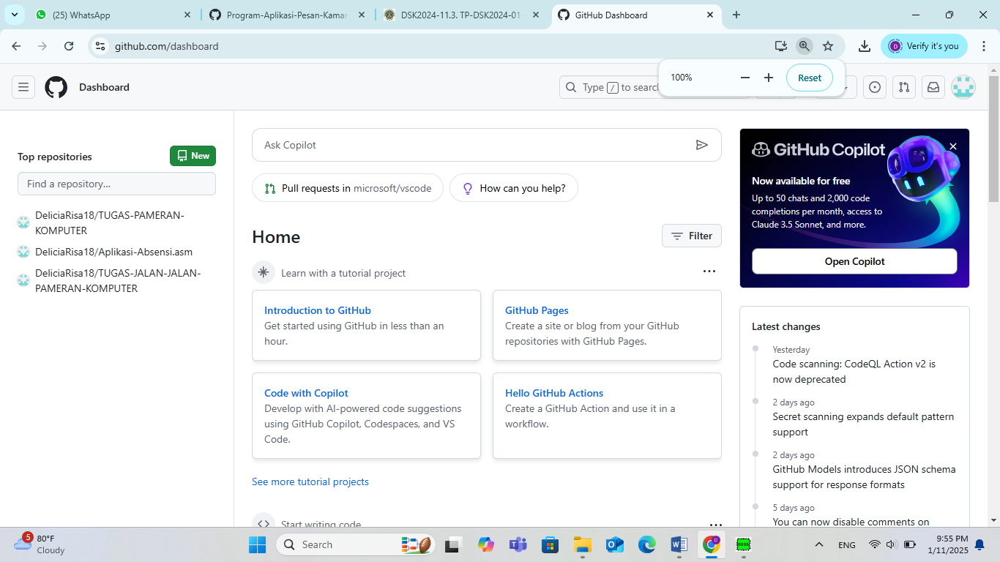 (25) WhatsApp
Program-Aplikasi-Pesan-Kamar
DSK2024-11.3. TP-DSK2024-01-
GitHub Dashboard
github.com/dashboard
Verify it's you
100%
Reset
Dashboard
Type / to search
Top repositories
New
Find a repository...
DeliciaRisa18/TUGAS-PAMERAN-
KOMPUTER
DeliciaRisa18/Aplikasi-Absensi.asm
DeliciaRisa18/TUGAS-JALAN-JALAN-
PAMERAN-KOMPUTER
Ask Copilot
Pull requests in microsoft/vscode
How can you help?
Home
Filter
Learn with a tutorial project
Introduction to GitHub
Get started using GitHub in less than an
hour.
GitHub Pages
Create a site or blog from your GitHub
repositories with GitHub Pages.
Code with Copilot
Develop with AI-powered code suggestions
using GitHub Copilot, Codespaces, and VS
Code.
Hello GitHub Actions
Create a GitHub Action and use it in a
workflow.
See more tutorial projects
Start writing code
GitHub Copilot
Now available for free
Up to 50 chats and 2,000 code
completions per month, access to
Claude 3.5 Sonnet, and more.
Open Copilot
Latest changes
Yesterday
Code scanning: CodeQL Action v2 is
now deprecated
2 days ago
Secret scanning expands default pattern
support
2 days ago
GitHub Models introduces JSON schema
support for response formats
5 days ago
You can now disable comments on
5
80°F
Cloudy
Search
8086
ENG
9:55 PM
1/11/2025